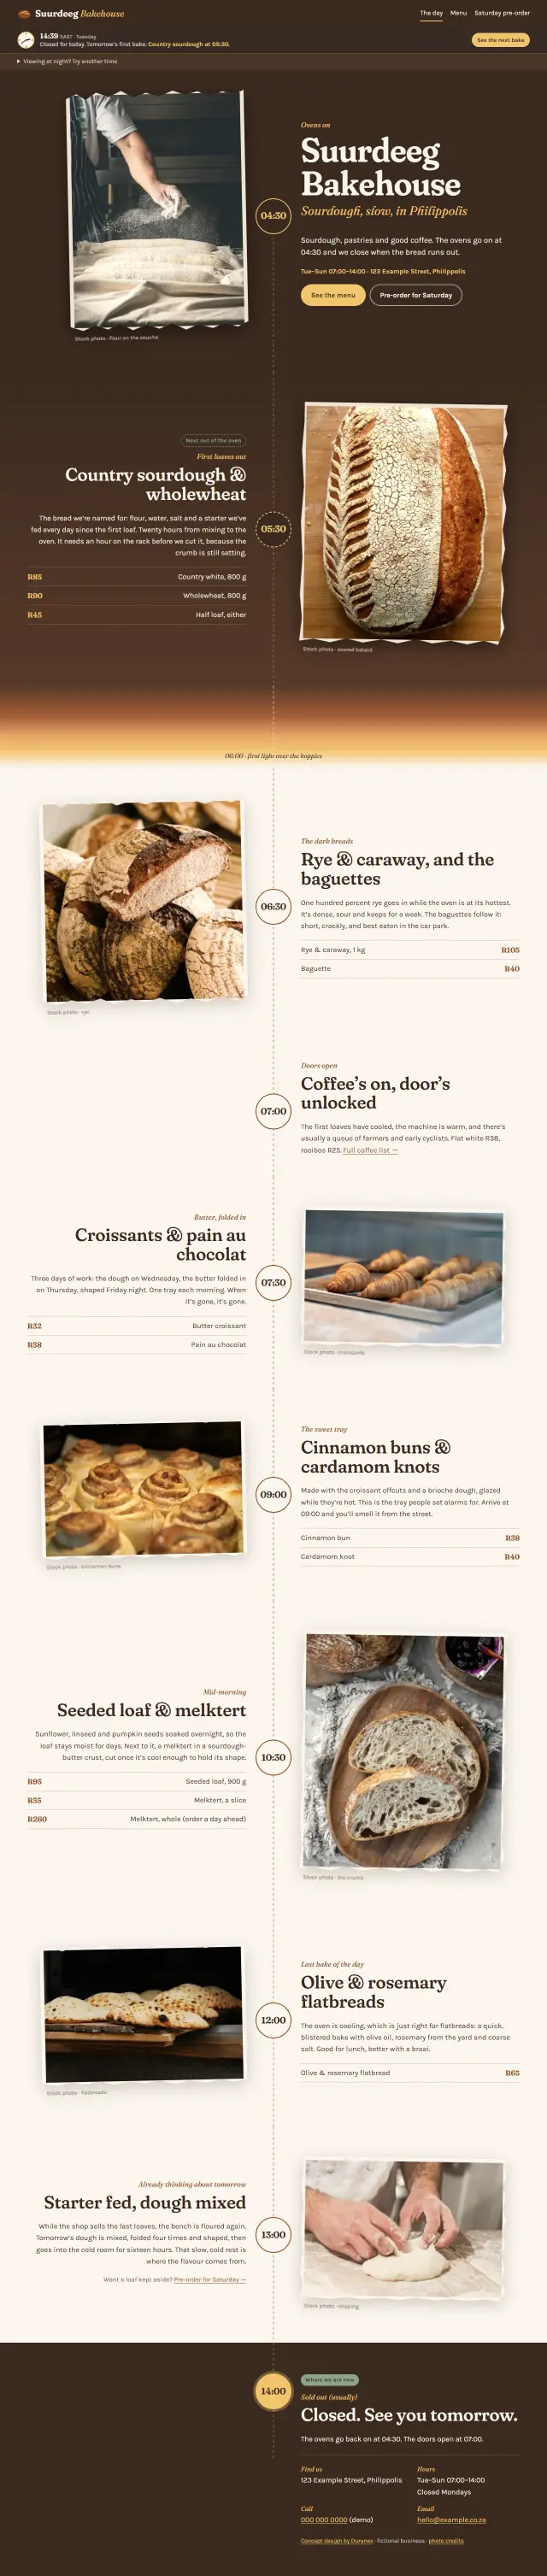 Suurdeeg Bakehouse
The day Menu Saturday pre-order
14:39 SAST · Tuesday
Closed for today. Tomorrow's first bake: Country sourdough at 05:30.
See the next bake
Viewing at night? Try another time
Ovens on
Suurdeeg
Bakehouse
Sourdough, slow, in Philippolis
04:30
Sourdough, pastries and good coffee. The ovens go on at
04:30 and we close when the bread runs out.
Tue–Sun 07:00–14:00 · 123 Example Street, Philippolis
See the menu
Pre-order for Saturday
Stock photo · flour on the couche
Next out of the oven
First loaves out
Country sourdough &
wholewheat
05:30
The bread we're named for: flour, water, salt and a starter we've
fed every day since the first loaf. Twenty hours from mixing to the
oven. It needs an hour on the rack before we cut it, because the
crumb is still setting.
R85 Country white, 800 g
R90 Wholewheat, 800 g
R45 Half loaf, either
Stock photo · scored batard
06:00 · first light over the koppies
The dark breads
Rye & caraway, and the
baguettes
06:30
One hundred percent rye goes in while the oven is at its hottest.
It's dense, sour and keeps for a week. The baguettes follow it:
short, crackly, and best eaten in the car park.
Rye & caraway, 1 kg R105
Baguette R40
Stock photo · rye
Doors open
Coffee's on, door's
unlocked
07:00
The first loaves have cooled, the machine is warm, and there's
usually a queue of farmers and early cyclists. Flat white R38,
rooibos R25. Full coffee list →
Butter, folded in
Croissants & pain au
chocolat
07:30
Three days of work: the dough on Wednesday, the butter folded in
on Thursday, shaped Friday night. One tray each morning. When
it's gone, it's gone.
R32 Butter croissant
R38 Pain au chocolat
Stock photo · croissants
The sweet tray
Cinnamon buns &
cardamom knots
09:00
Made with the croissant offcuts and a brioche dough, glazed
while they're hot. This is the tray people set alarms for. Arrive at
09:00 and you'll smell it from the street.
Cinnamon bun R38
Cardamom knot R40
Stock photo · cinnamon buns
Mid-morning
Seeded loaf & melktert
10:30
Sunflower, linseed and pumpkin seeds soaked overnight, so the
loaf stays moist for days. Next to it, a melktert in a sourdough-
butter crust, cut once it's cool enough to hold its shape.
R95 Seeded loaf, 900 g
R35 Melktert, a slice
R260 Melktert, whole (order a day ahead)
Stock photo · the crumb
Last bake of the day
Olive & rosemary
flatbreads
12:00
The oven is cooling, which is just right for flatbreads: a quick,
blistered bake with olive oil, rosemary from the yard and coarse
salt. Good for lunch, better with a braai.
Olive & rosemary flatbread R65
Stock photo · flatbreads
Already thinking about tomorrow
Starter fed, dough mixed
13:00
While the shop sells the last loaves, the bench is floured again.
Tomorrow's dough is mixed, folded four times and shaped, then
goes into the cold room for sixteen hours. That slow, cold rest is
where the flavour comes from.
Want a loaf kept aside? Pre-order for Saturday →
Stock photo · shaping
14:00
Where we are now
Sold out (usually)
Closed. See you tomorrow.
The ovens go back on at 04:30. The doors open at 07:00.
Find us
123 Example Street, Philippolis
Hours
Tue–Sun 07:00–14:00
Closed Mondays
Call
000 000 0000 (demo)
Email
hello@example.co.za
Concept design by Duranex · fictional business · photo credits